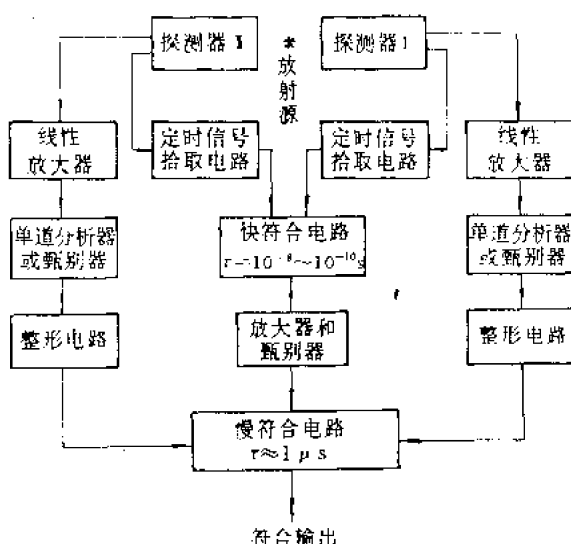 探测器Ⅱ
探测器Ⅰ
*
放
射
源
线性
放大器
定时信号
拾取电路
定时信号
拾取电路
线性
放大器
单道分析器
或甄别器
快符合电路
τ=10⁻⁸~10⁻¹⁰s
单道分析器
或甄别器
整形电路
放大器和
甄别器
整形电路
慢符合电路
τ≈1μs
符合输出